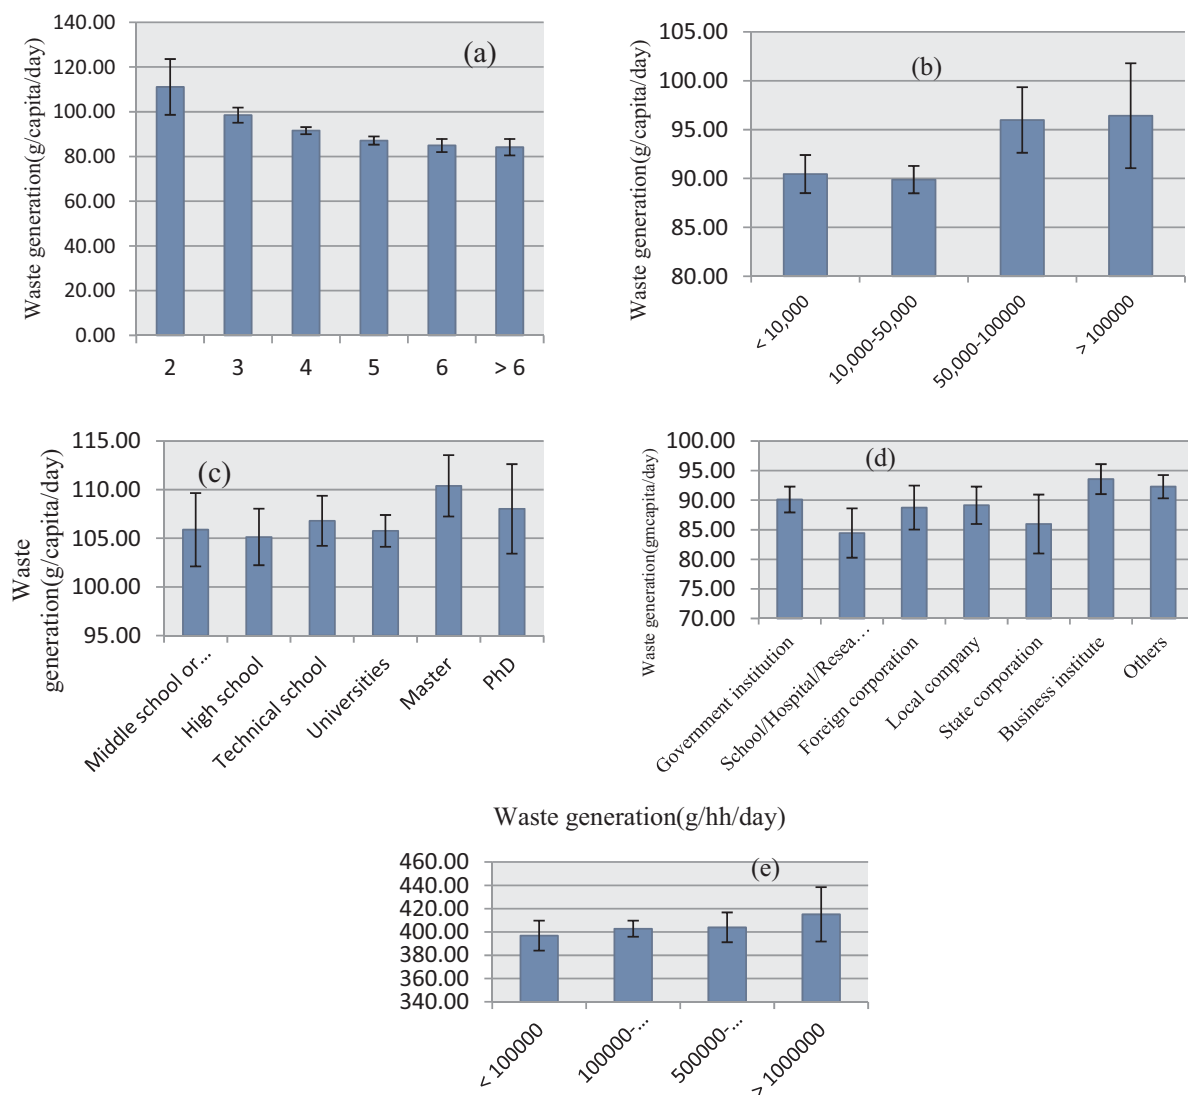 140.00
120.00
100.00
80.00
60.00
40.00
20.00
0.00
Waste generation(g/capita/day)
(a)
2 3 4 5 6 > 6
105.00
100.00
95.00
90.00
85.00
80.00
Waste generation(g/capita/day)
(b)
< 10,000
10,000-50,000
50,000-100000
> 100000
115.00
110.00
105.00
100.00
95.00
Waste
generation(g/capita/day)
(c)
Middle school or...
High school
Technical school
Universities
Master
PhD
100.00
95.00
90.00
85.00
80.00
75.00
70.00
Waste generation(gmcapita/day)
(d)
Government institution
School/Hospital/Resea...
Foreign corporation
Local company
State corporation
Business institute
Others
Waste generation(g/hh/day)
460.00
440.00
420.00
400.00
380.00
360.00
340.00
(e)
< 100000
100000-...
500000-...
> 1000000